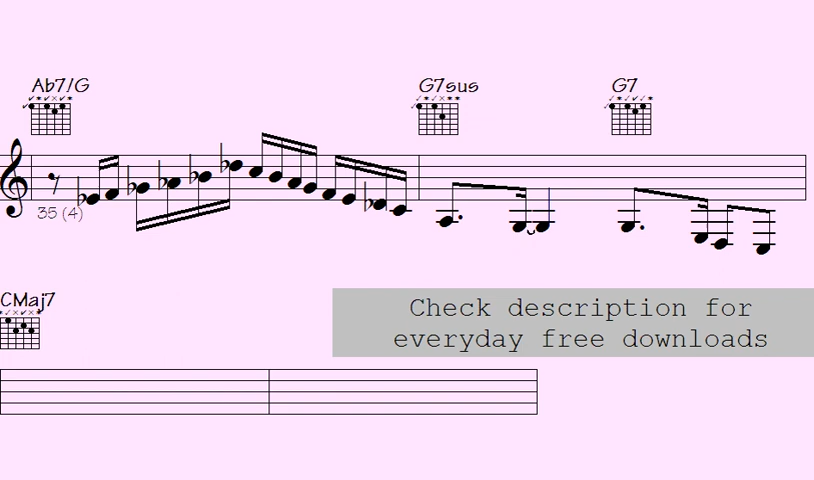 Ab7/G G7sus G7
35 (4)
CMaj7
Check description for
everyday free downloads